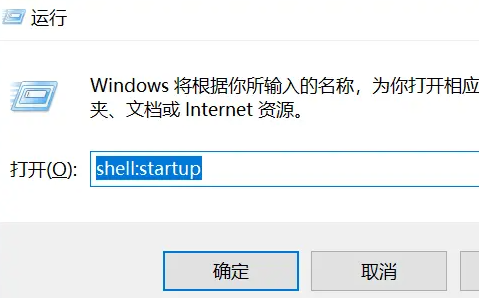 运行
Windows 将根据你所输入的名称，为你打开相应
夹、文档或 Internet 资源。
打开(O):
shell:startup
确定
取消